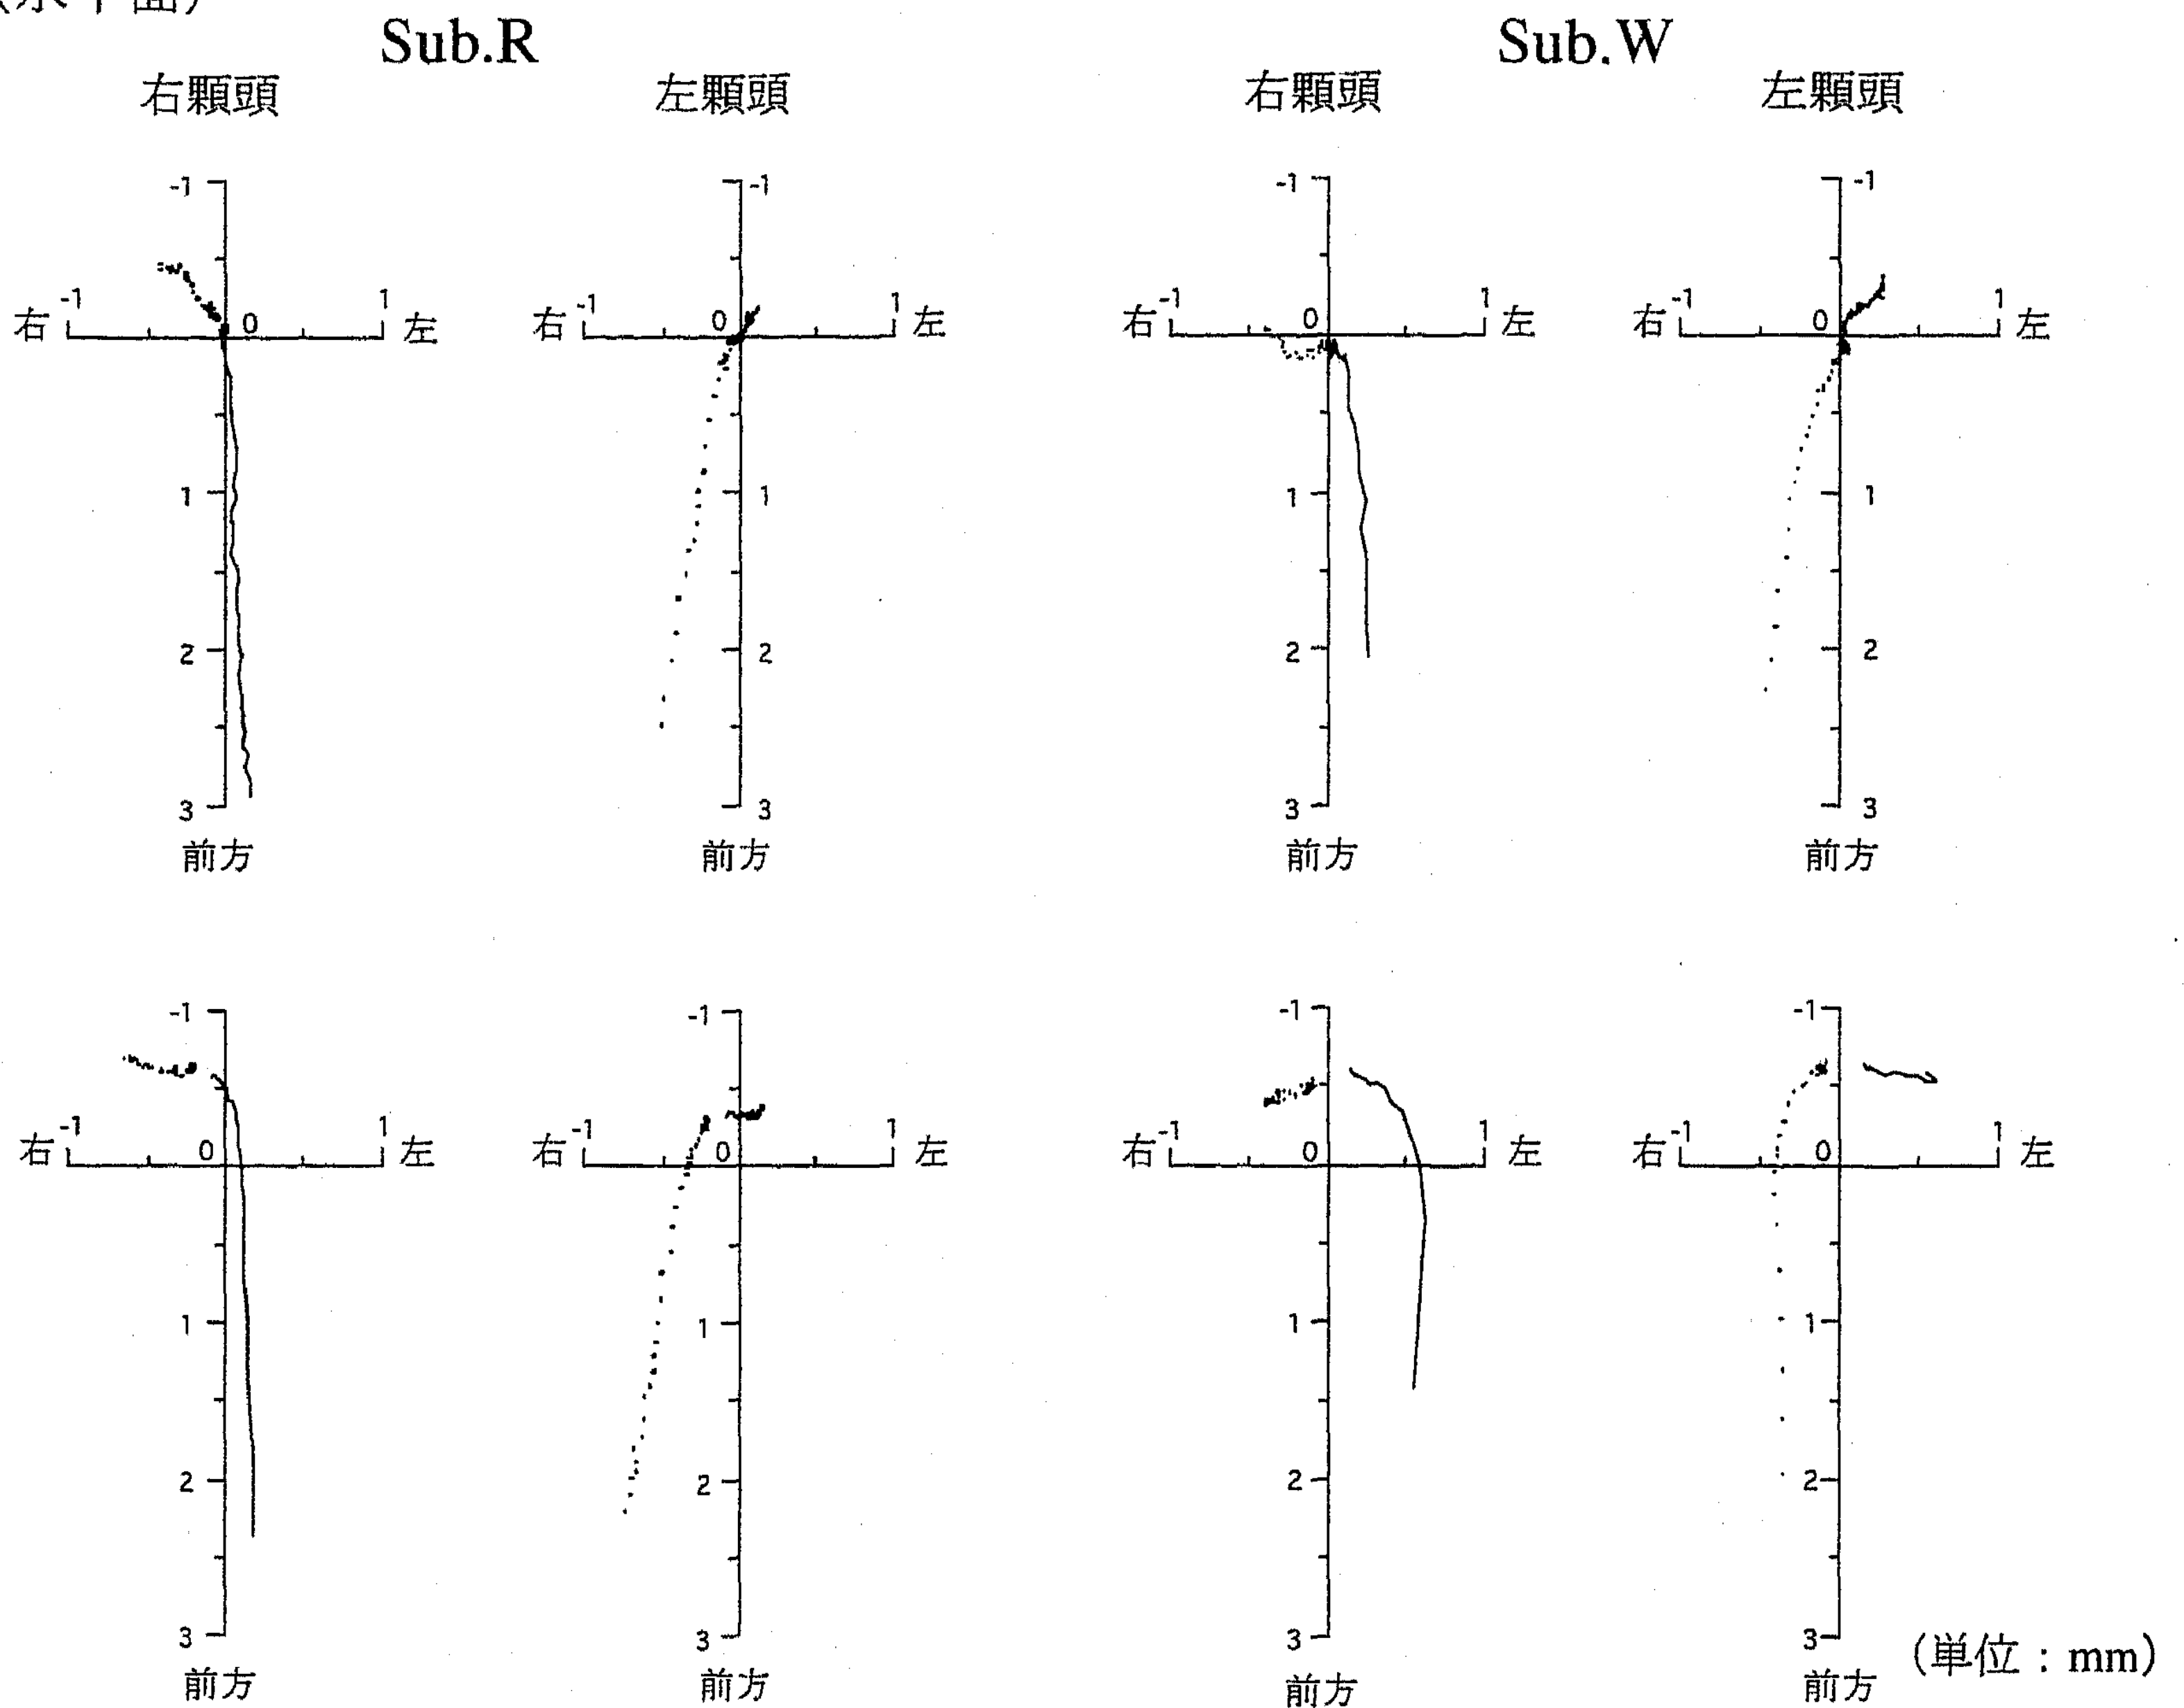 (水平面)
Sub.R Sub.W
右顆頭 左顆頭 右顆頭 左顆頭
-1 -1 -1 -1
右 -1 0 1 左 右 -1 0 1 左 右 -1 0 1 左 右 -1 0 1 左
1 1 1 1
2 2 2 2
3 3 3 3
前方 前方 前方 前方
-1 -1 -1 -1
右 -1 0 1 左 右 -1 0 1 左 右 -1 0 1 左 右 -1 0 1 左
1 1 1 1
2 2 2 2
3 3 3 3
(単位:mm)
前方 前方 前方 前方